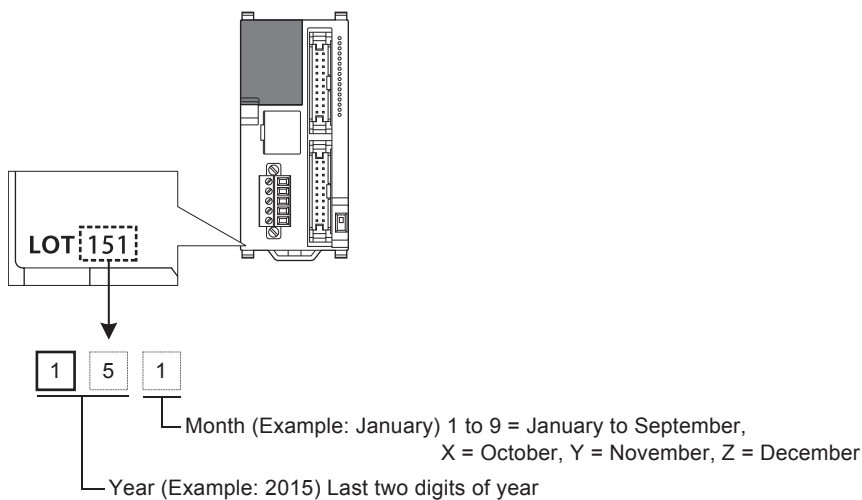 LOT 151
1 5 1
Month (Example: January) 1 to 9 = January to September,
X = October, Y = November, Z = December
Year (Example: 2015) Last two digits of year